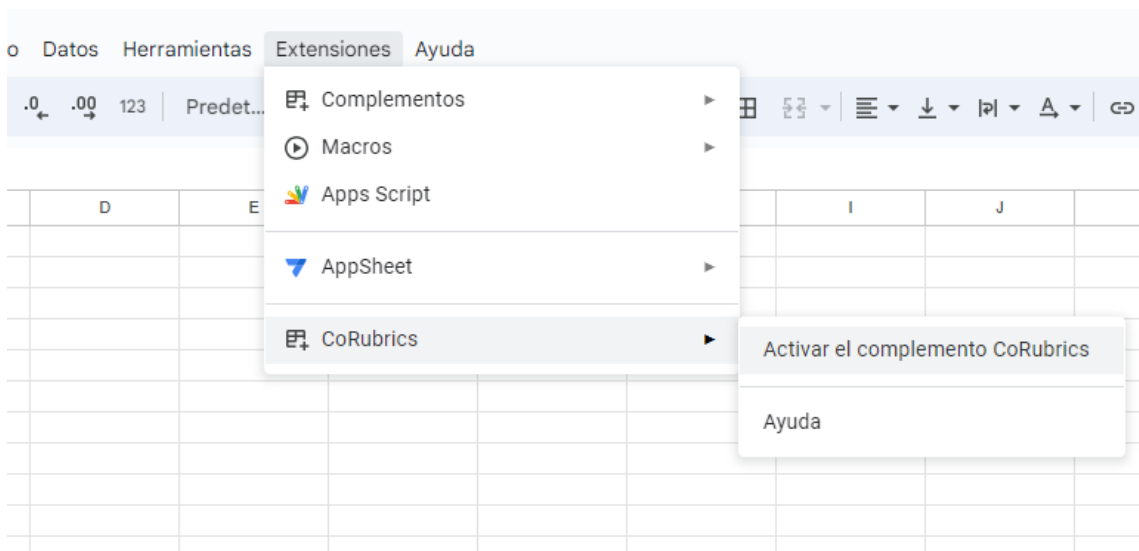 o Datos Herramientas Extensiones Ayuda
.0 .00 123 Predet... A
Complementos
Macros
Apps Script
D E I J
AppSheet
CoRubrics
Activar el complemento CoRubrics
Ayuda